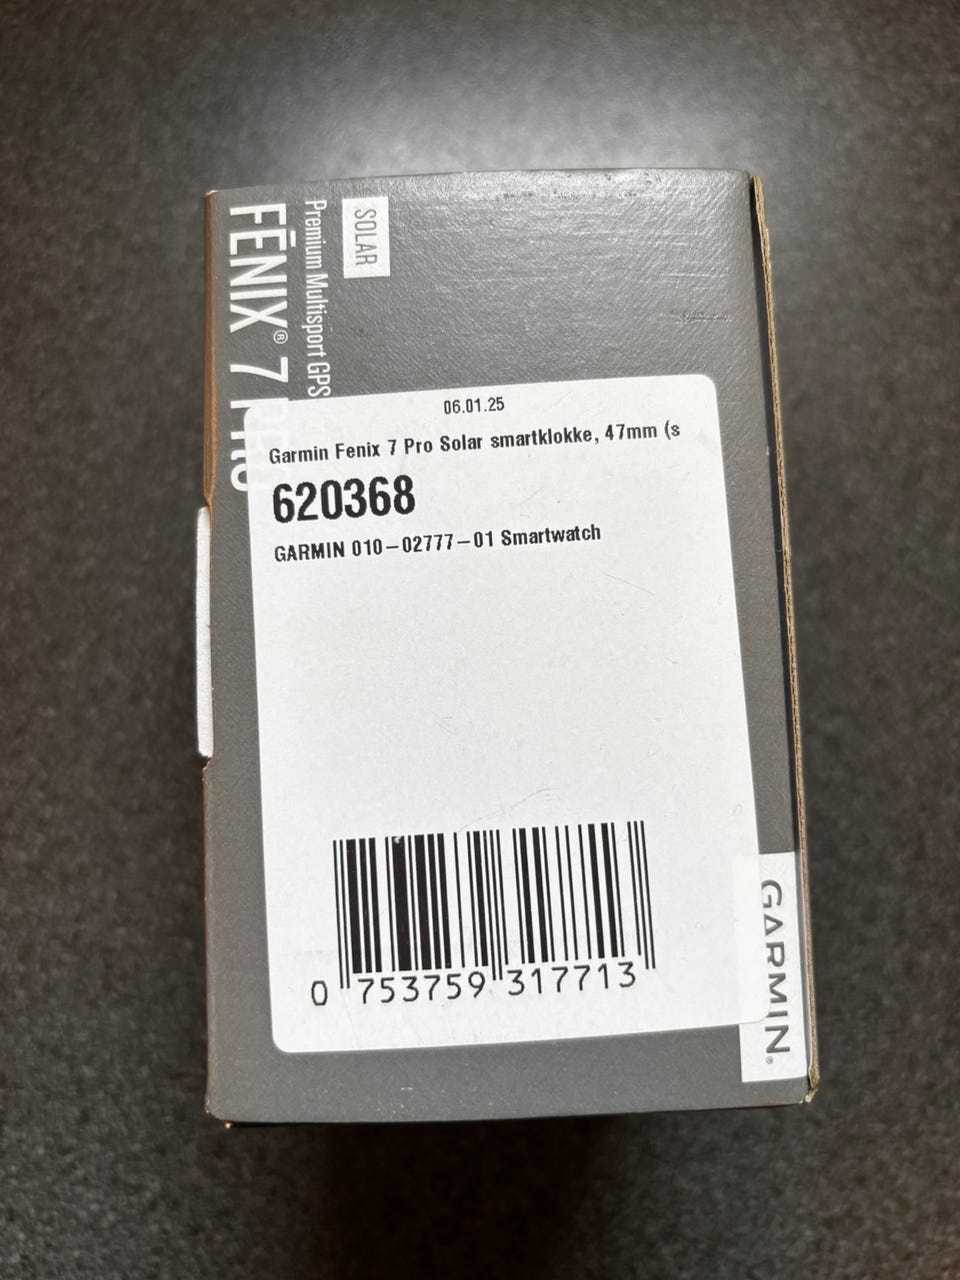 SOLAR
Premium Multisport GPS
FĒNIX® 7 PRO
06.01.25
Garmin Fenix 7 Pro Solar smartklokke, 47mm (s
620368
GARMIN 010-02777-01 Smartwatch
0 753759 317713
GARMIN®